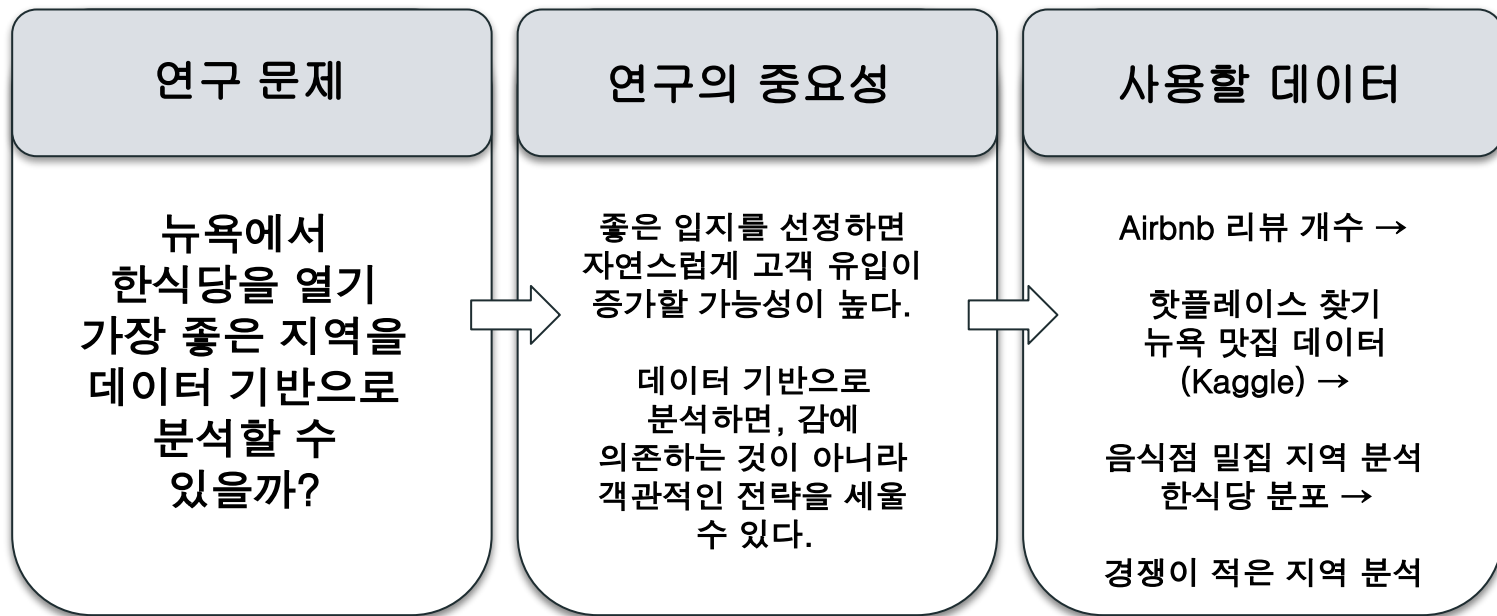 연구 문제
뉴욕에서
한식당을 열기
가장 좋은 지역을
데이터 기반으로
분석할 수
있을까?
연구의 중요성
좋은 입지를 선정하면
자연스럽게 고객 유입이
증가할 가능성이 높다.
데이터 기반으로
분석하면, 감에
의존하는 것이 아니라
객관적인 전략을 세울
수 있다.
사용할 데이터
Airbnb 리뷰 개수 →
핫플레이스 찾기
뉴욕 맛집 데이터
(Kaggle) →
음식점 밀집 지역 분석
한식당 분포 →
경쟁이 적은 지역 분석